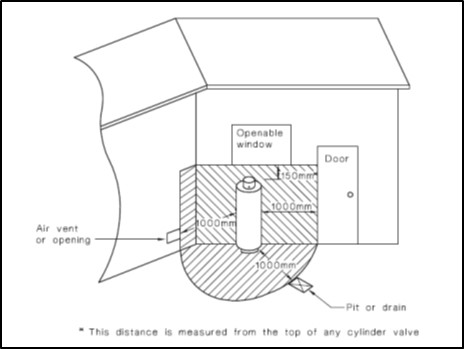 Openable
window
Door
150mm
1000mm
1000mm
Air vent
or opening
1000mm
Pit or drain
* This distance is measured from the top of any cylinder valve